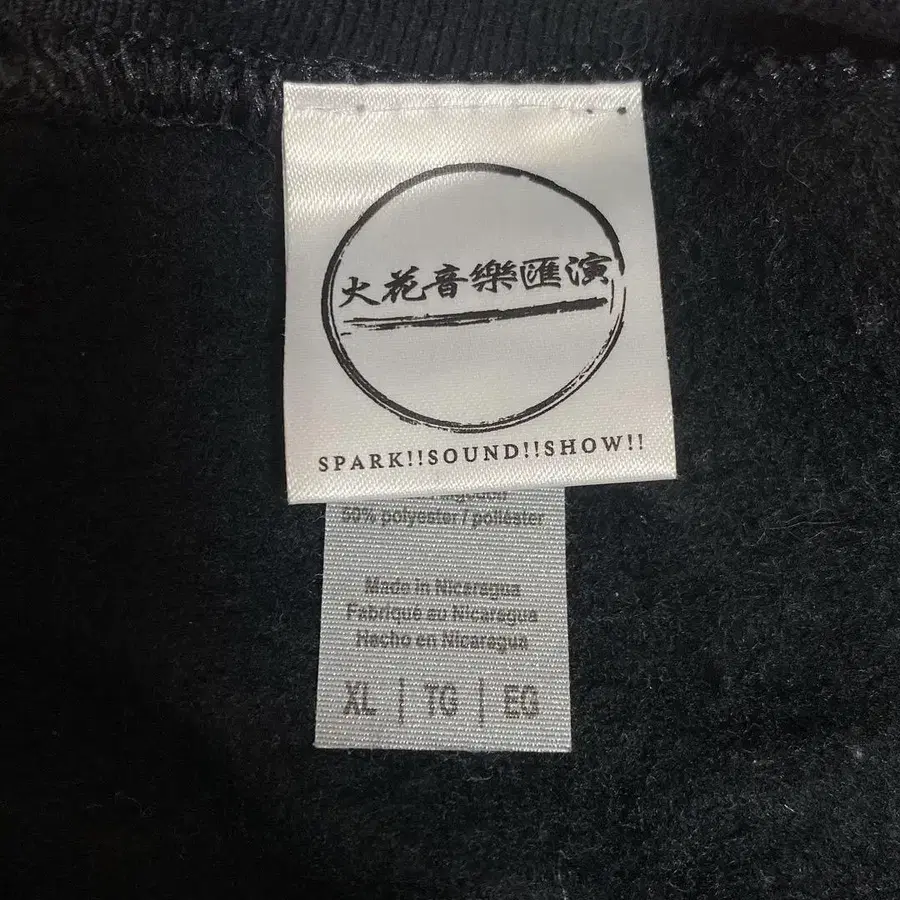 火花音樂匯演
SPARK!!SOUND!!SHOW!!
50% polyester / poliéster
Made in Nicaragua
Fabriqué au Nicaragua
Hecho en Nicaragua
XL | TG | EG